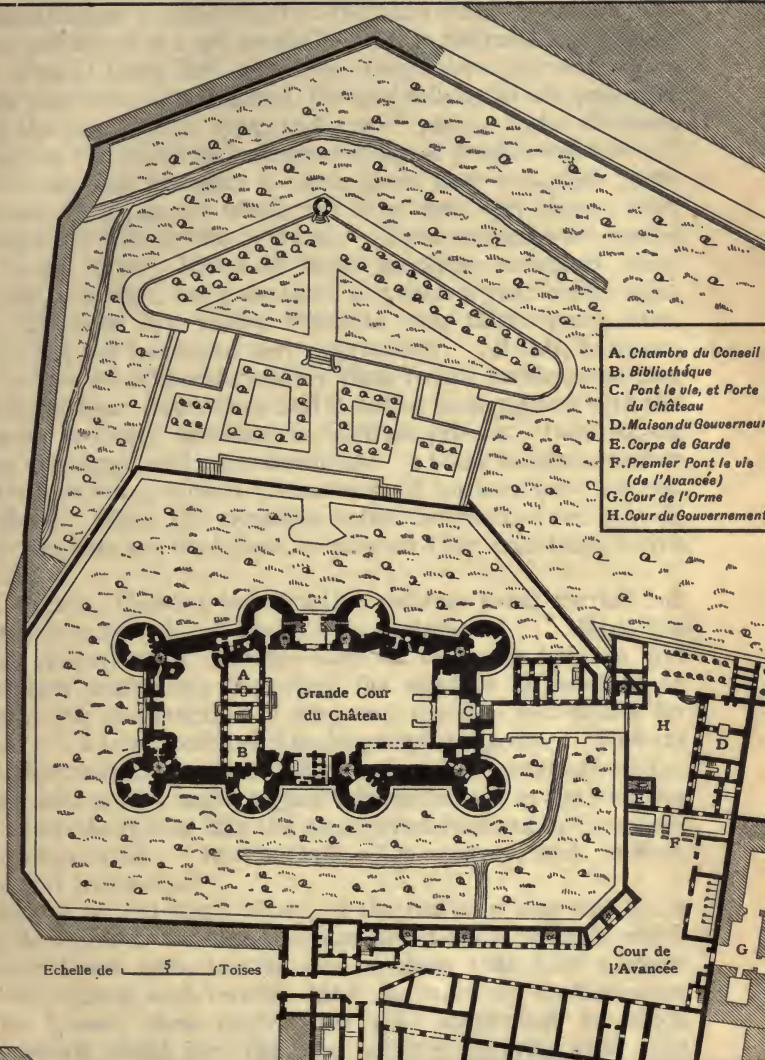 A. Chambre du Conseil
B. Bibliothéque
C. Pont le vis, et Porte
du Château
D. Maison du Gouverneur
E. Corps de Garde
F. Premier Pont le vis
(de l'Avancée)
G. Cour de l'Orme
H. Cour du Gouvernement
A
Grande Cour
du Château
B
C
H
D
E
F
Cour de
l'Avancée
G
Echelle de 5 Toises